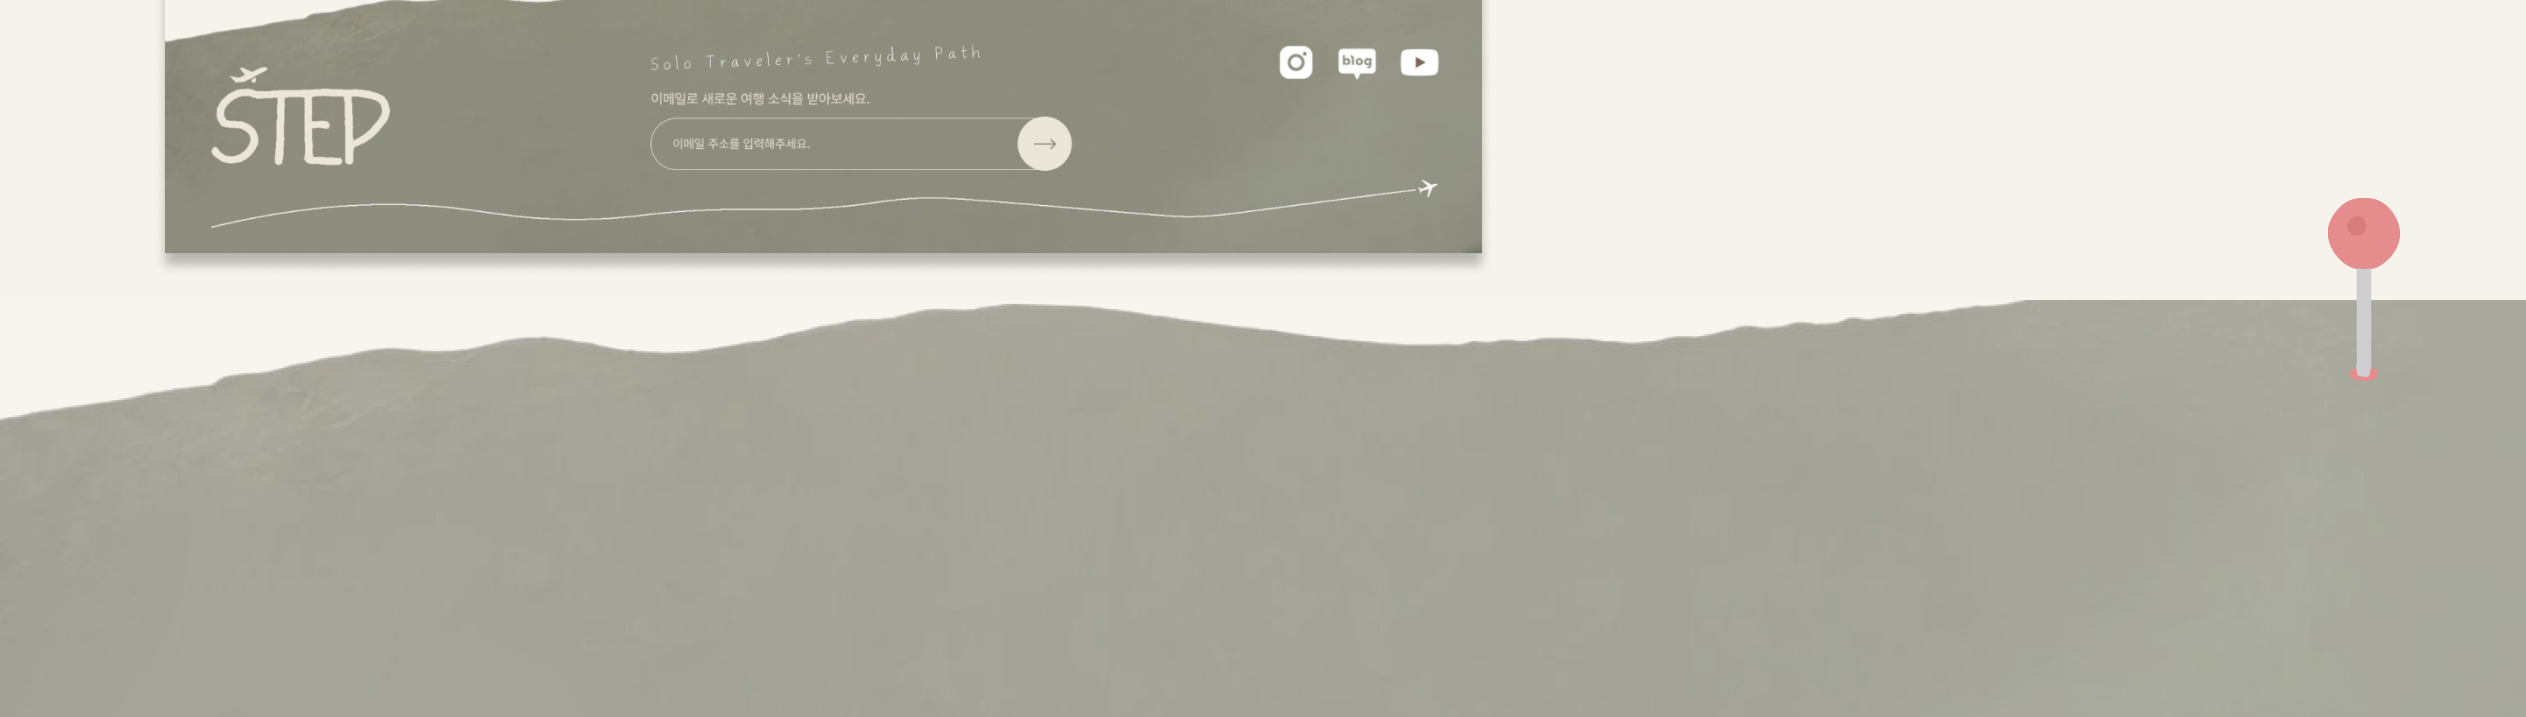 STEP
Solo Traveler's Everyday Path
이메일로 새로운 여행 소식을 받아보세요.
이메일 주소를 입력해주세요.
blog